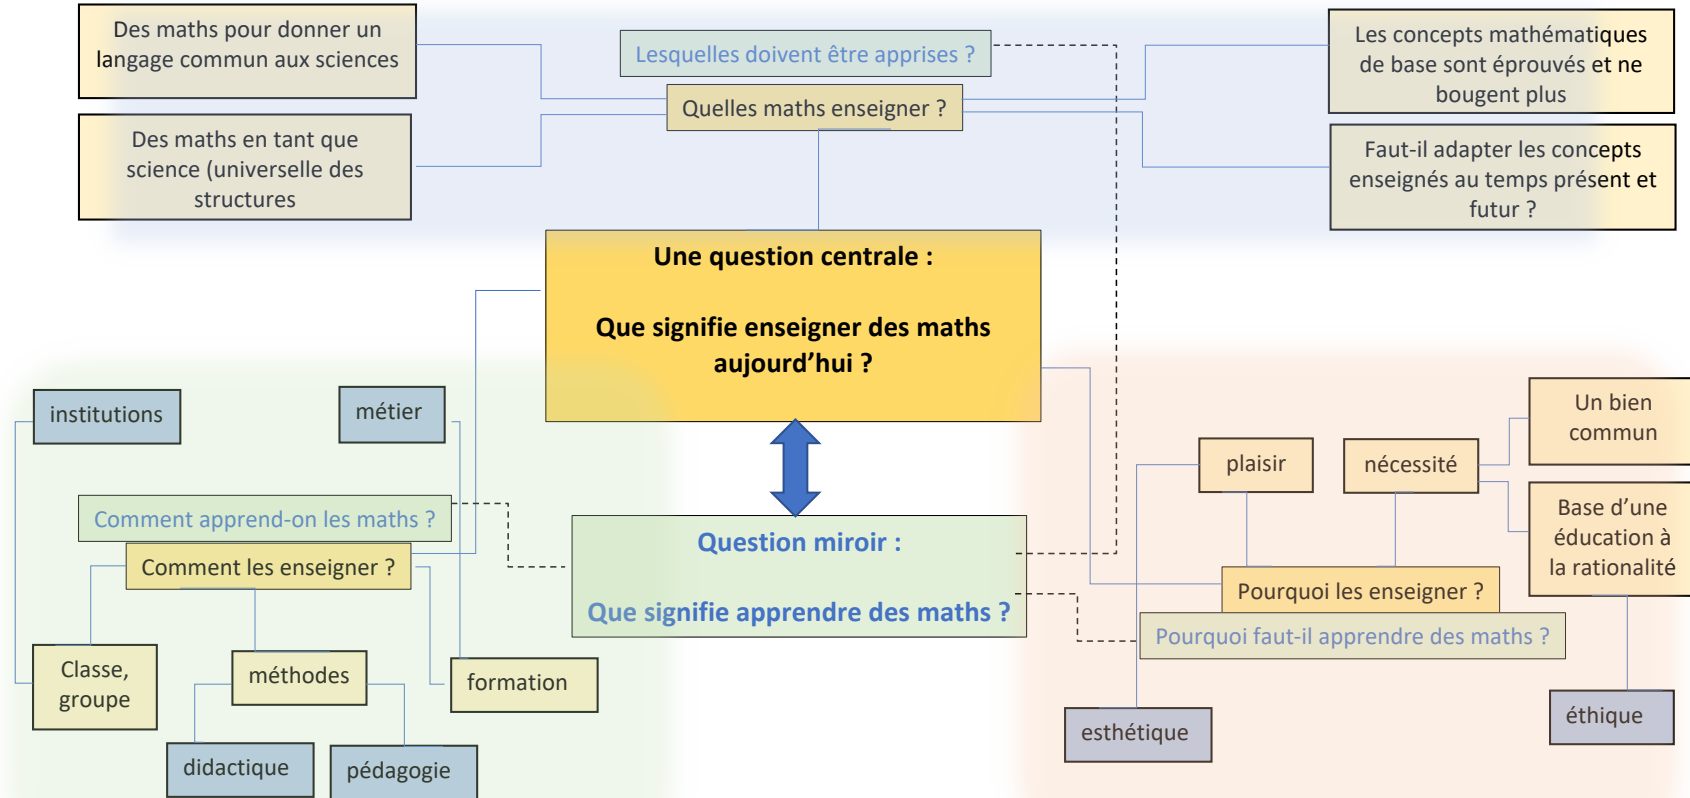 Des maths pour donner un
langage commun aux sciences
Lesquelles doivent être apprises ?
Les concepts mathématiques
de base sont éprouvés et ne
bougent plus
Quelles maths enseigner ?
Des maths en tant que
science (universelle des
structures
Faut-il adapter les concepts
enseignés au temps présent et
futur ?
Une question centrale :
Que signifie enseigner des maths
aujourd’hui ?
institutions
métier
Comment apprend-on les maths ?
Comment les enseigner ?
Classe,
groupe
méthodes
formation
didactique
pédagogie
Question miroir :
Que signifie apprendre des maths ?
plaisir
nécessité
Un bien
commun
Base d’une
éducation à
la rationalité
Pourquoi les enseigner ?
Pourquoi faut-il apprendre des maths ?
esthétique
éthique